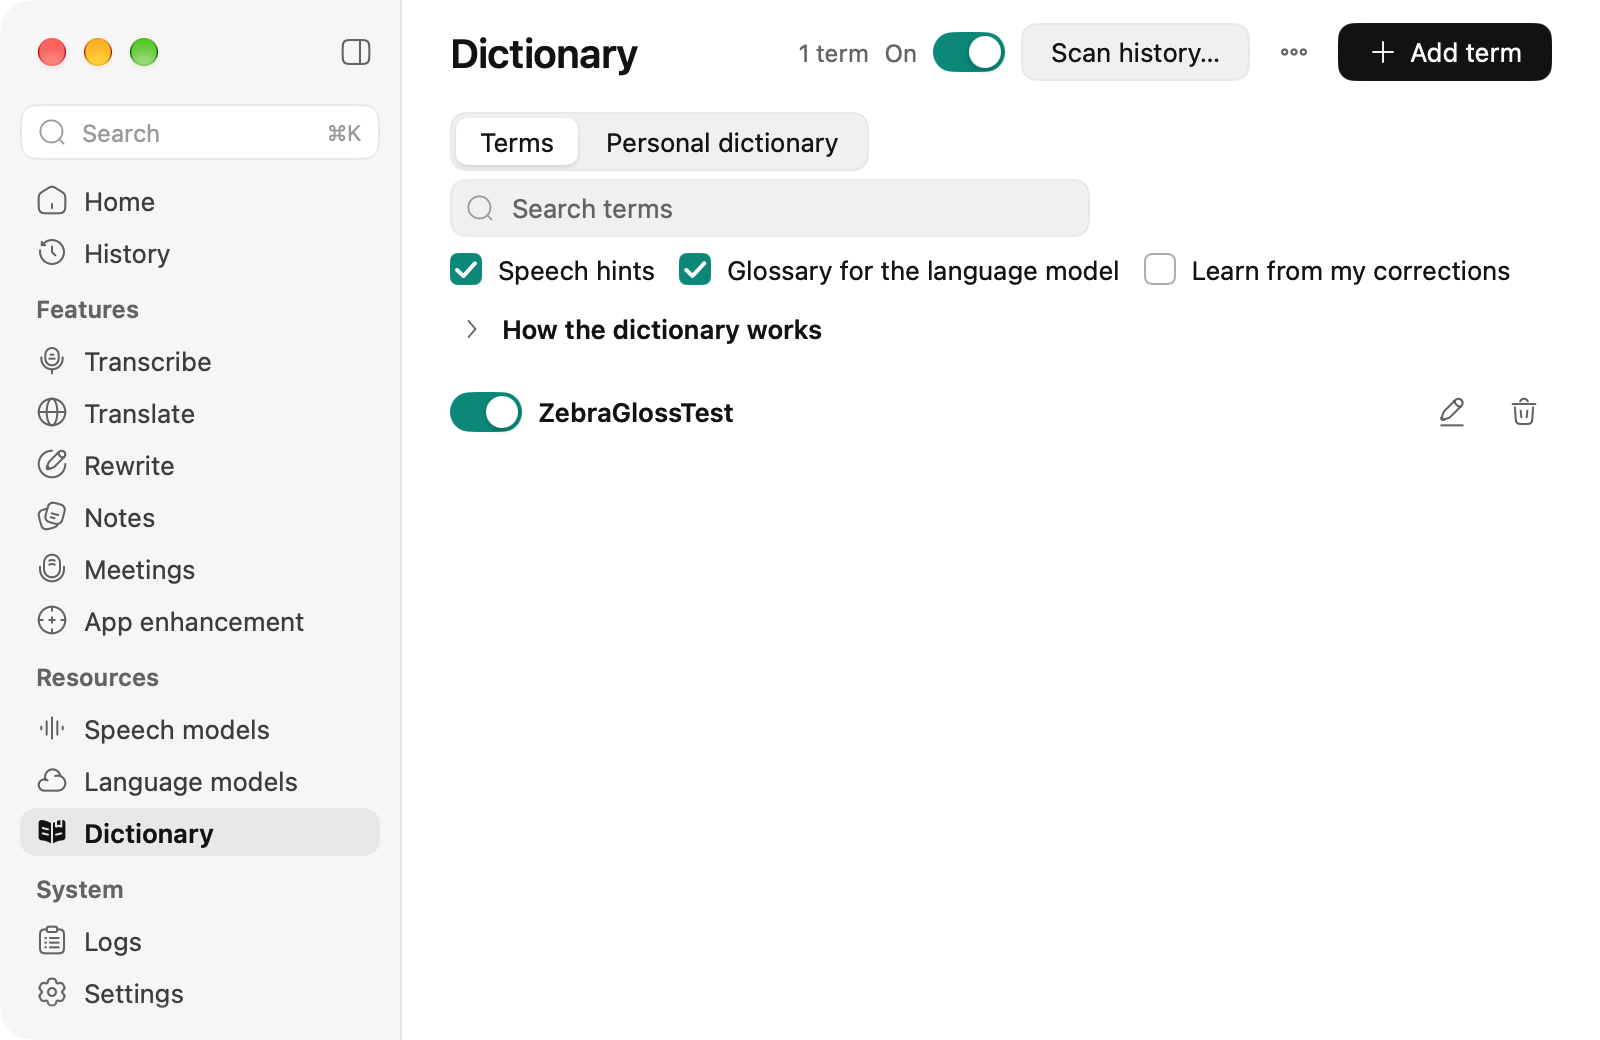 Search ⌘K
Home
History
Features
Transcribe
Translate
Rewrite
Notes
Meetings
App enhancement
Resources
Speech models
Language models
Dictionary
System
Logs
Settings
Dictionary 1 term On Scan history... Add term
Terms Personal dictionary
Search terms
Speech hints Glossary for the language model Learn from my corrections
How the dictionary works
ZebraGlossTest